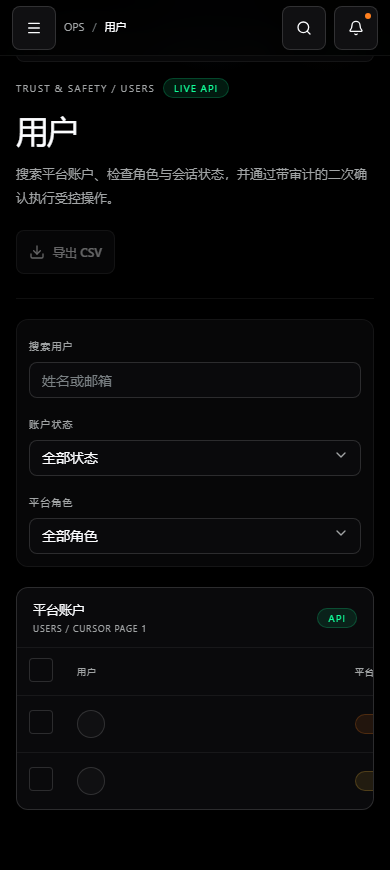 OPS / 用户
TRUST & SAFETY / USERS LIVE API
用户
搜索平台账户、检查角色与会话状态，并通过带审计的二次确
认执行受控操作。
导出 CSV
搜索用户
姓名或邮箱
账户状态
全部状态
平台角色
全部角色
平台账户
USERS / CURSOR PAGE 1
API
用户 平台